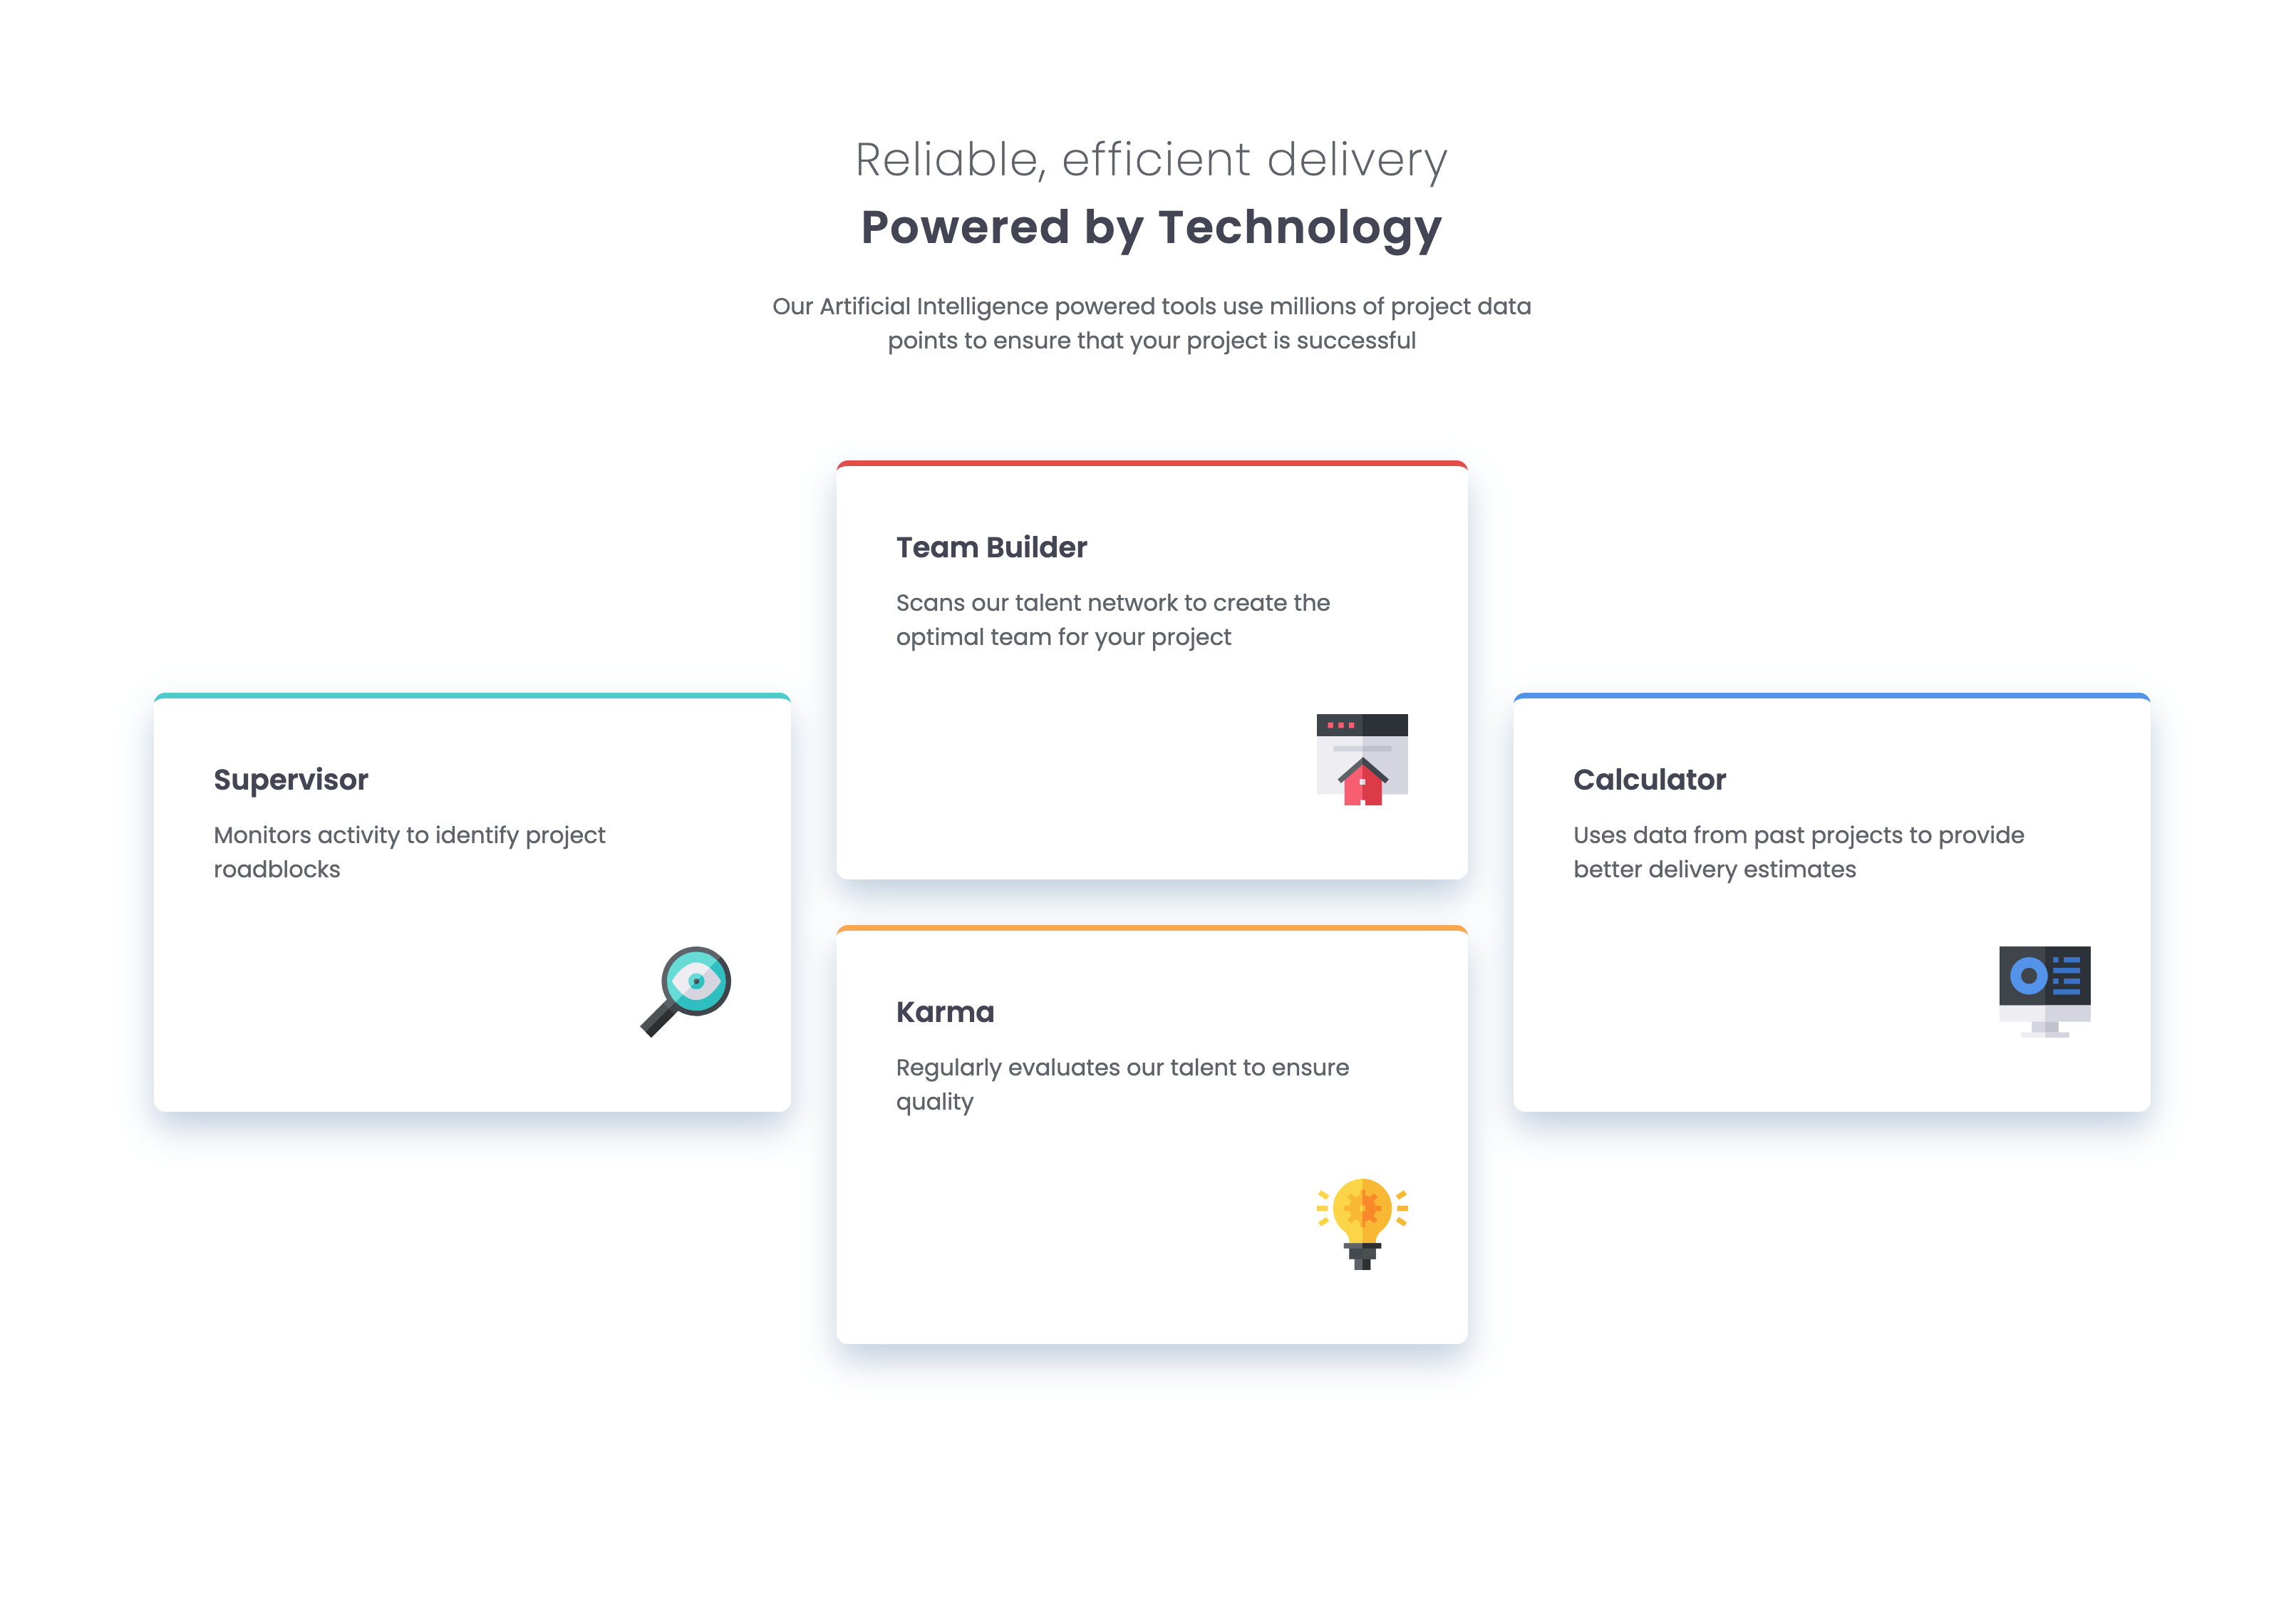 Reliable, efficient delivery
Powered by Technology
Our Artificial Intelligence powered tools use millions of project data
points to ensure that your project is successful
Supervisor
Monitors activity to identify project
roadblocks
Team Builder
Scans our talent network to create the
optimal team for your project
Karma
Regularly evaluates our talent to ensure
quality
Calculator
Uses data from past projects to provide
better delivery estimates